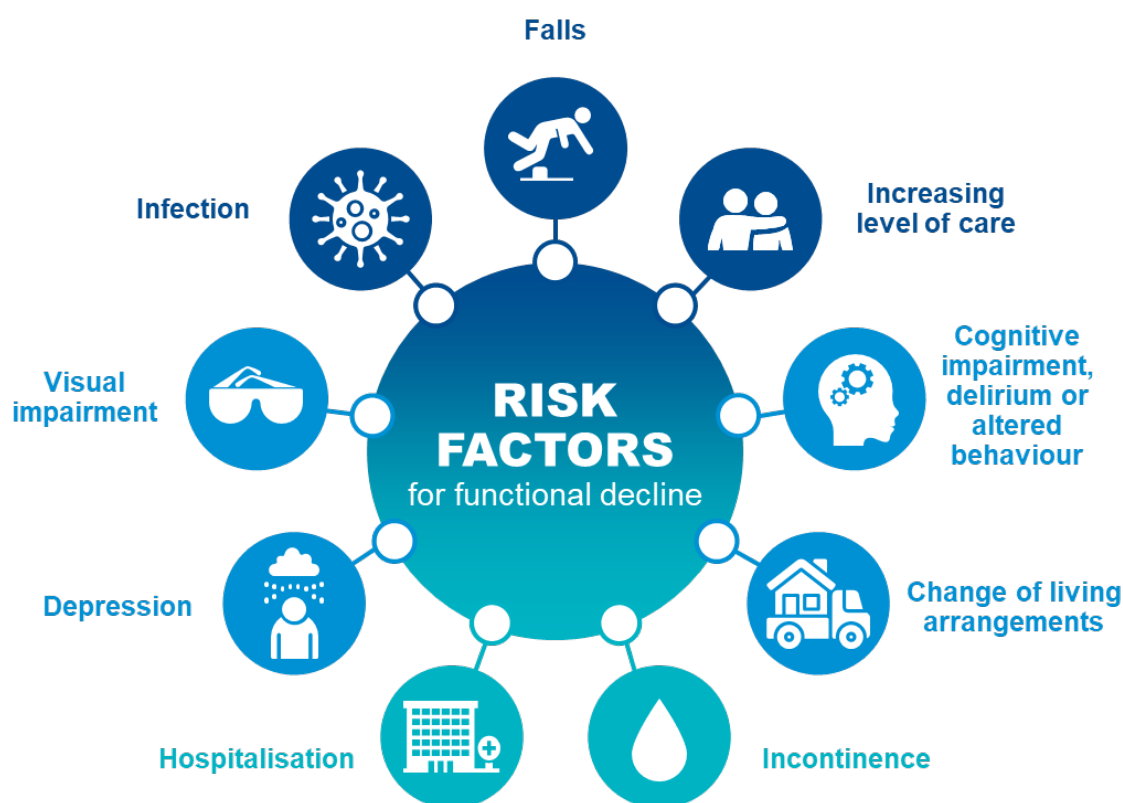 Falls
Infection
Increasing
level of care
Visual
impairment
RISK
FACTORS
for functional decline
Cognitive
impairment,
delirium or
altered
behaviour
Depression
Change of living
arrangements
Hospitalisation
Incontinence